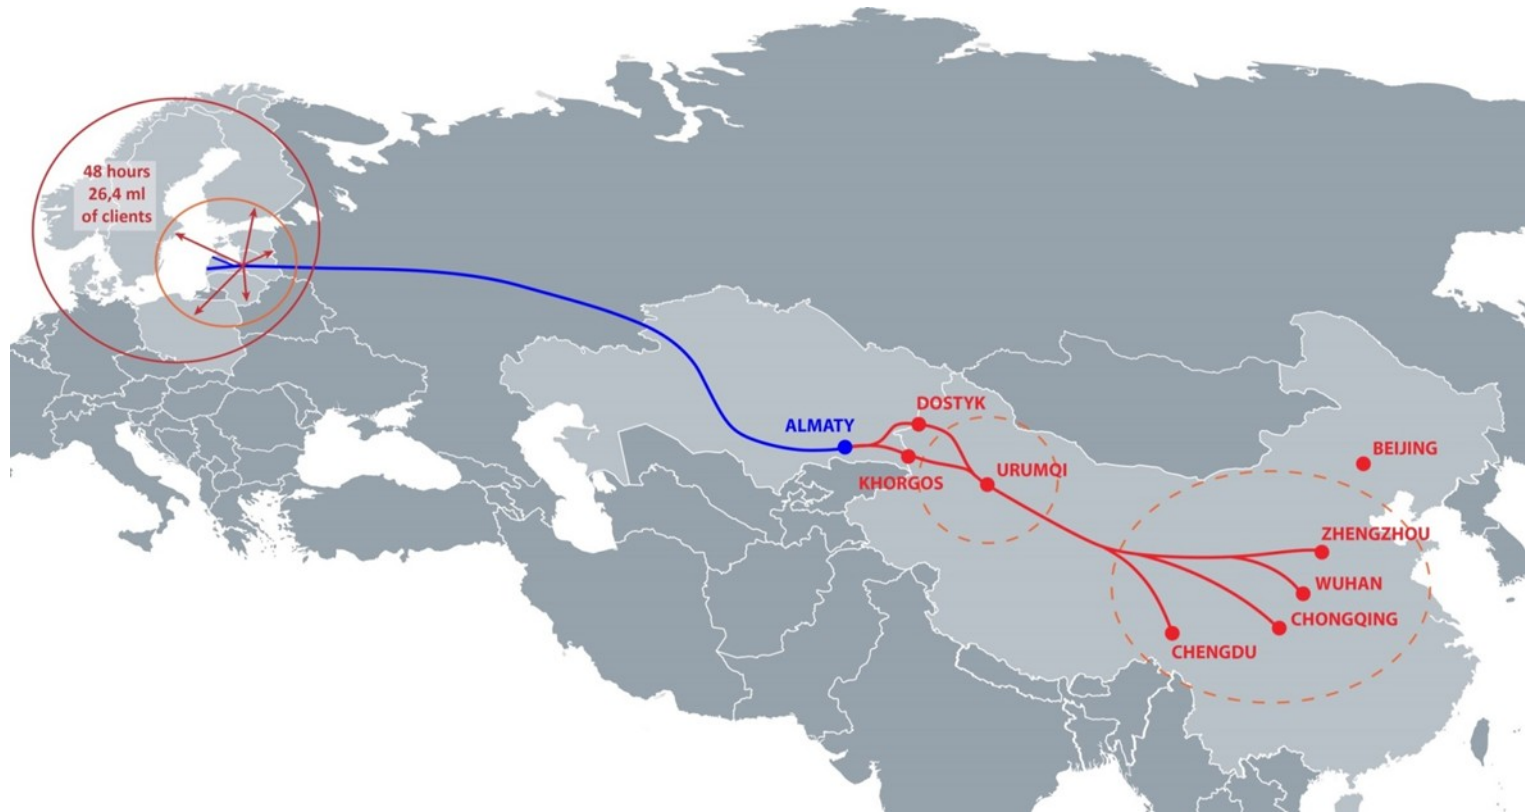 48 hours
26,4 ml
of clients
DOSTYK
ALMATY
BEIJING
URUMQI
KHORGOS
ZHENGZHOU
WUHAN
CHONGQING
CHENGDU